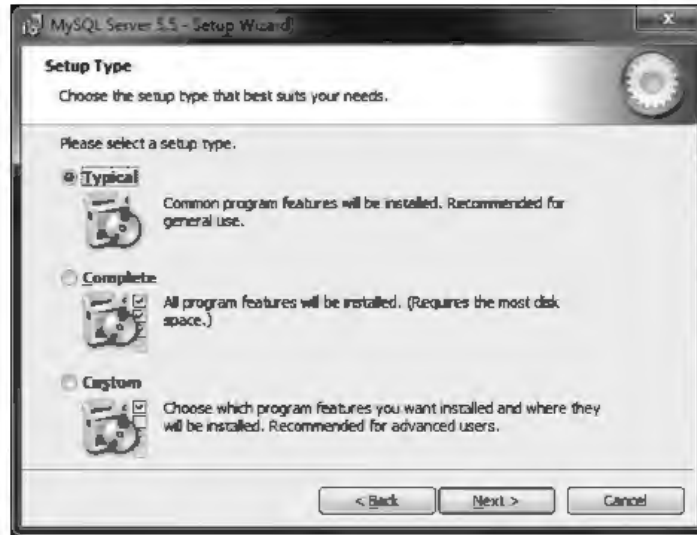 MySQL Server 5.5 - Setup Wizard
Setup Type
Choose the setup type that best suits your needs.
Please select a setup type.
Typical
Common program features will be installed. Recommended for
general use.
Complete
All program features will be installed. (Requires the most disk
space.)
Custom
Choose which program features you want installed and where they
will be installed. Recommended for advanced users.
< Back
Next >
Cancel